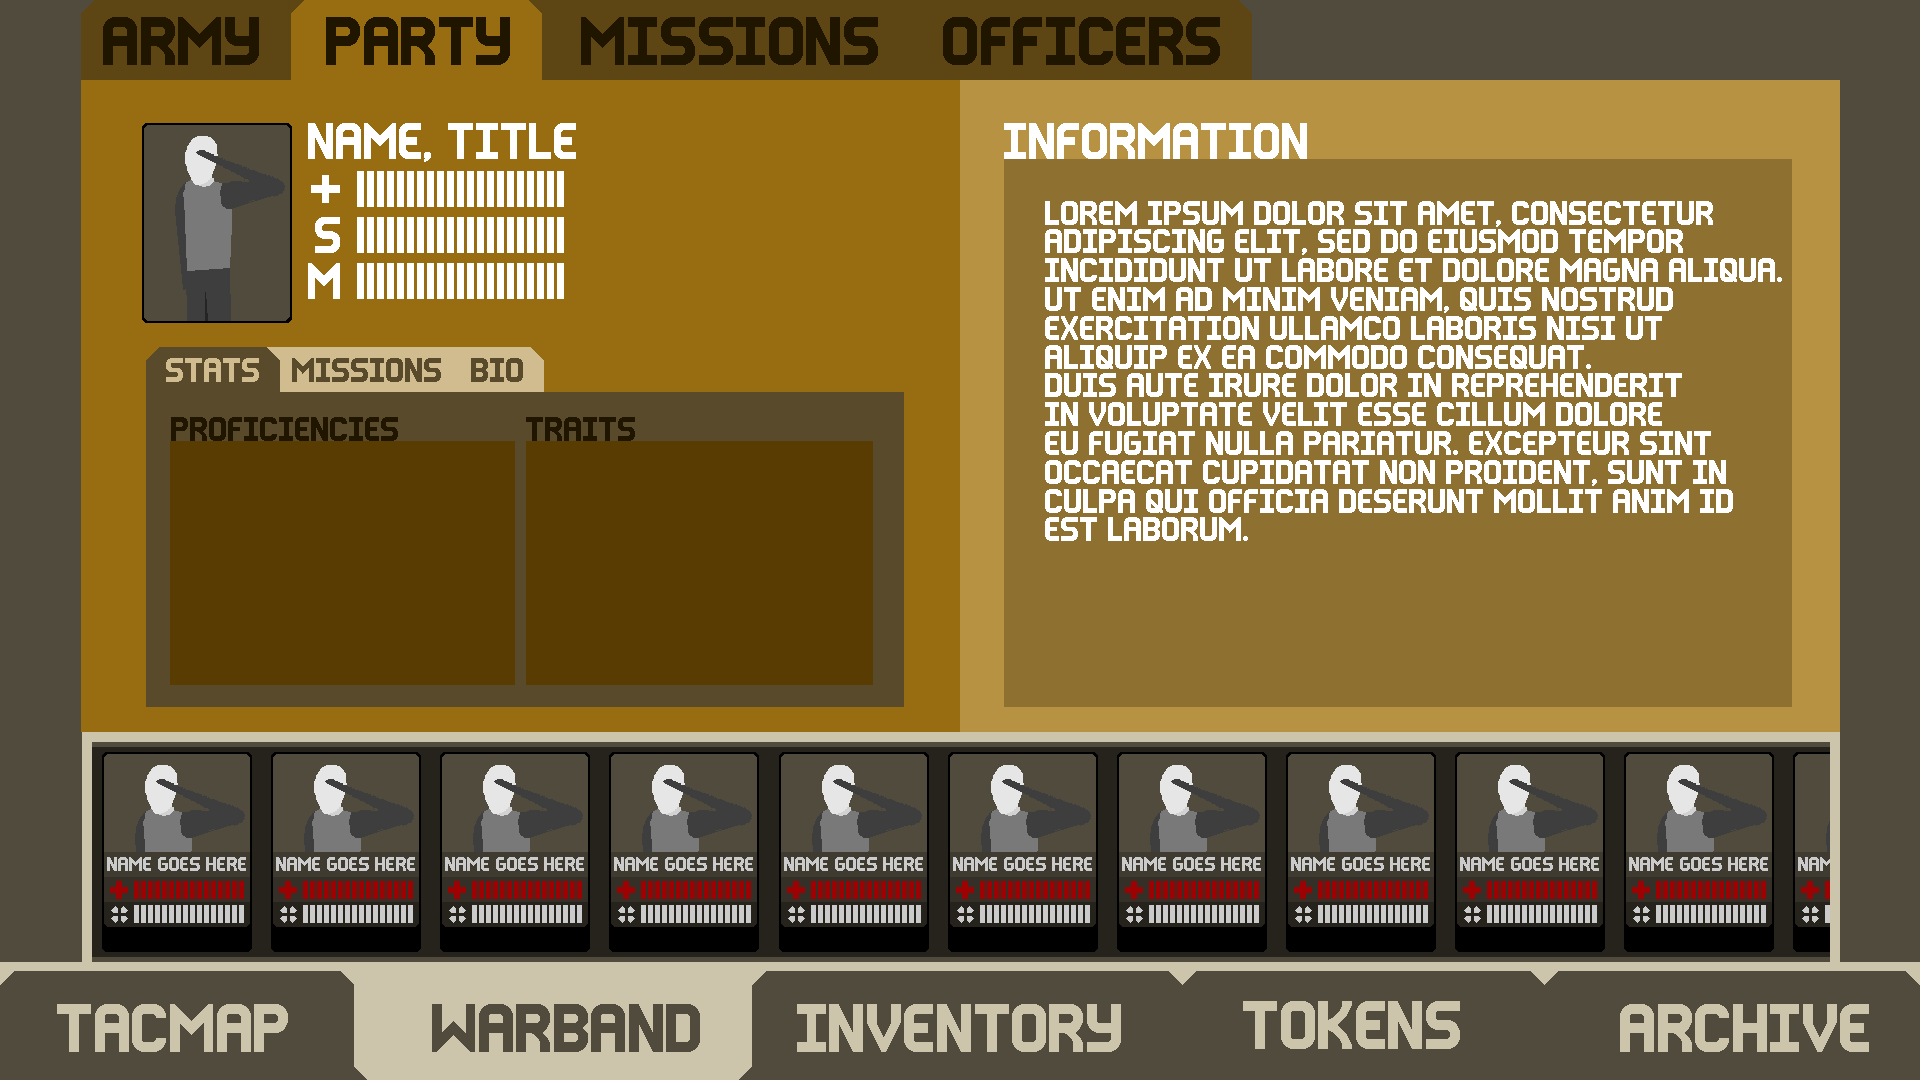 ARMY PARTY MISSIONS OFFICERS
NAME, TITLE
+
S
M
STATS MISSIONS BIO
PROFICIENCIES TRAITS
INFORMATION
LOREM IPSUM DOLOR SIT AMET, CONSECTETUR
ADIPISCING ELIT, SED DO EIUSMOD TEMPOR
INCIDIDUNT UT LABORE ET DOLORE MAGNA ALIQUA.
UT ENIM AD MINIM VENIAM, QUIS NOSTRUD
EXERCITATION ULLAMCO LABORIS NISI UT
ALIQUIP EX EA COMMODO CONSEQUAT.
DUIS AUTE IRURE DOLOR IN REPREHENDERIT
IN VOLUPTATE VELIT ESSE CILLUM DOLORE
EU FUGIAT NULLA PARIATUR. EXCEPTEUR SINT
OCCAECAT CUPIDATAT NON PROIDENT, SUNT IN
CULPA QUI OFFICIA DESERUNT MOLLIT ANIM ID
EST LABORUM.
NAME GOES HERE NAME GOES HERE NAME GOES HERE NAME GOES HERE NAME GOES HERE NAME GOES HERE NAME GOES HERE NAME GOES HERE NAME GOES HERE NAME GOES HERE NAM
TACMAP WARBAND INVENTORY TOKENS ARCHIVE